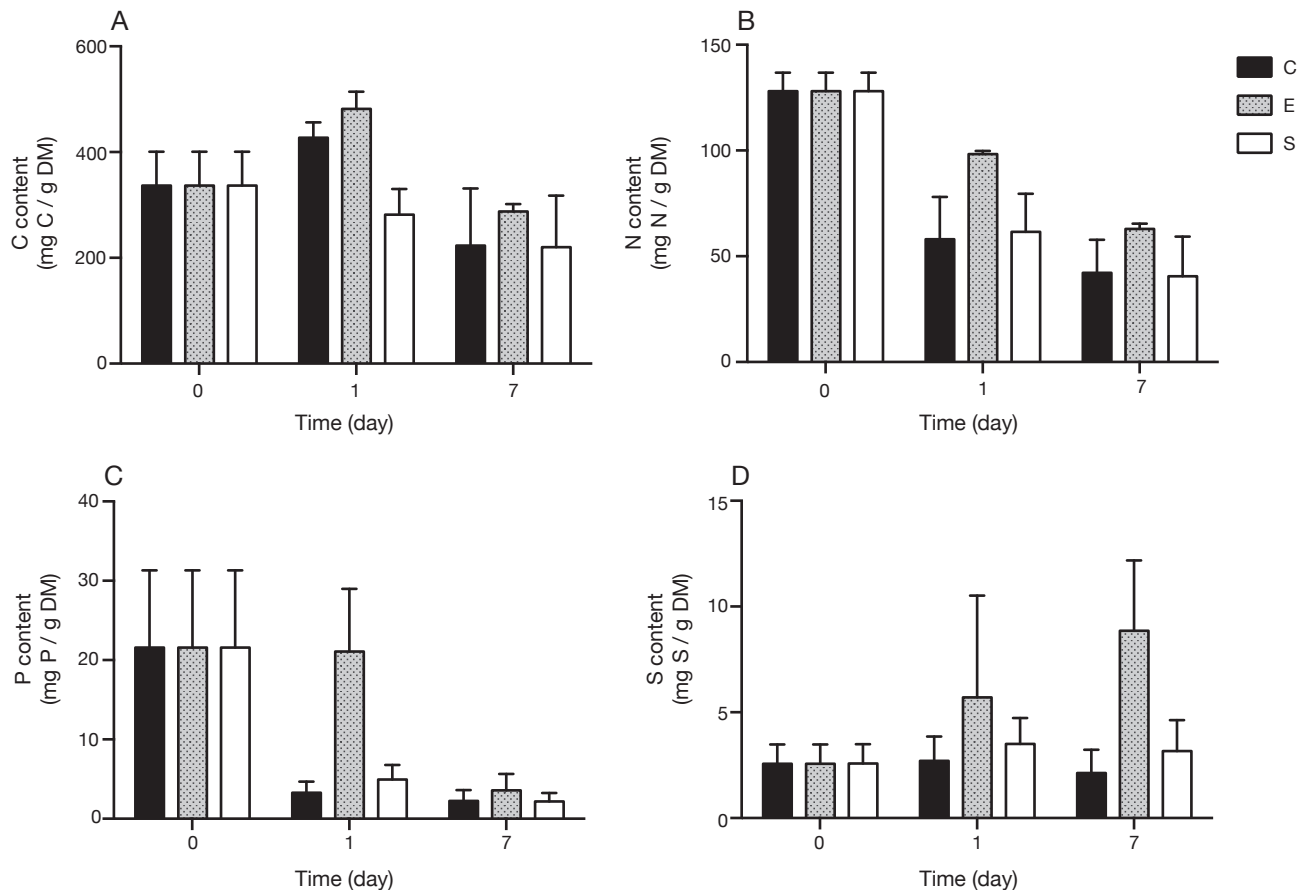 A
600
400
200
0
C content
(mg C / g DM)
0 1 7
Time (day)
B
150
100
50
0
N content
(mg N / g DM)
0 1 7
Time (day)
C
E
S
C
40
30
20
10
0
P content
(mg P / g DM)
0 1 7
Time (day)
D
15
10
5
0
S content
(mg S / g DM)
0 1 7
Time (day)